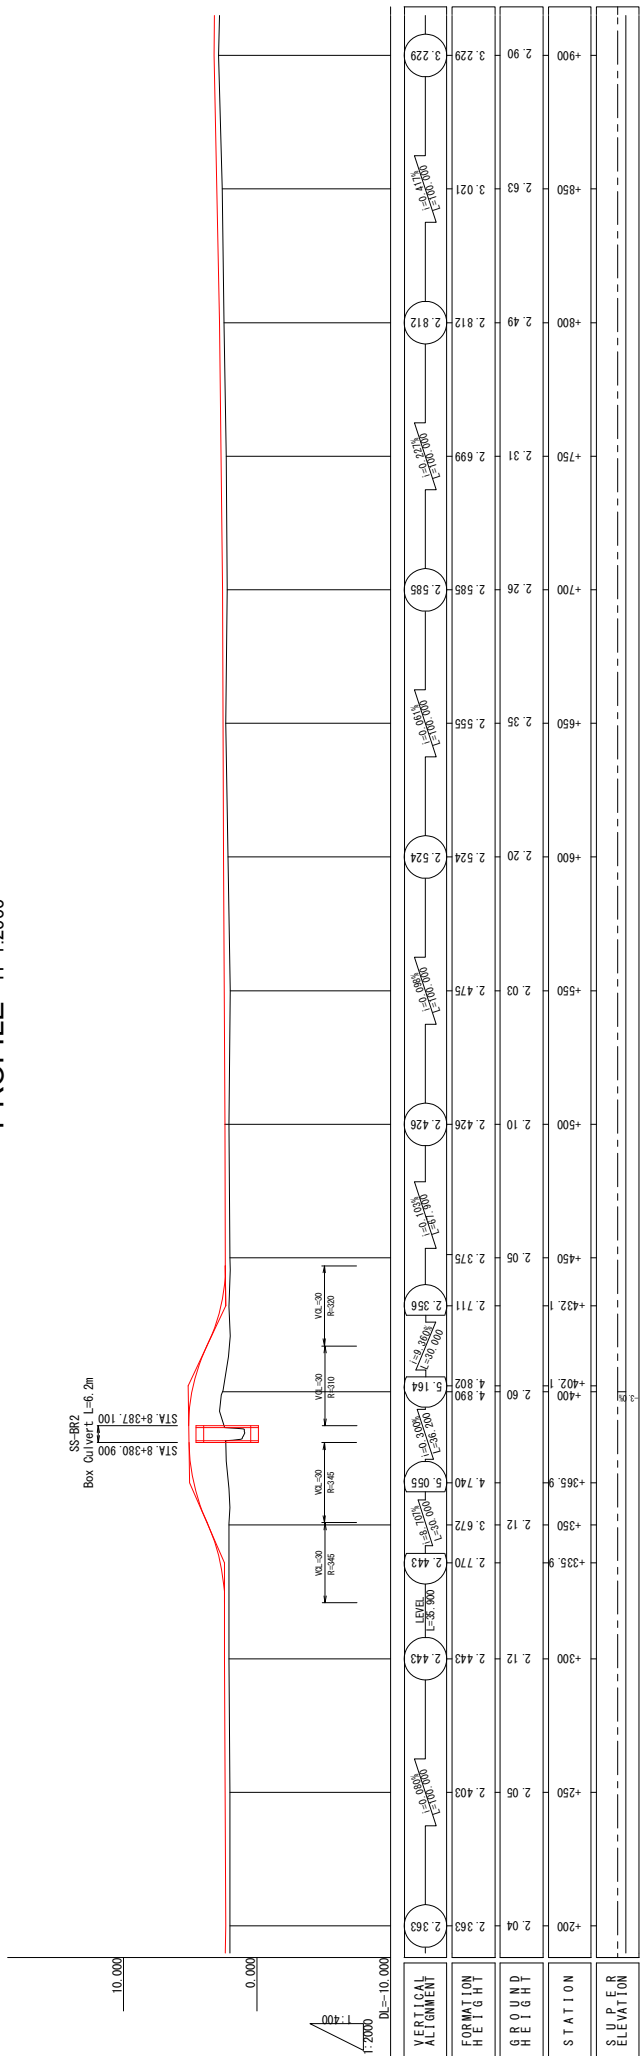 SS-BR2
Box Culvert L=6.2m
STA. 8+380.900
STA. 8+387.100
10.000
0.000
DL=-10.000
1:400
1:2000
VCL=30
R=345
VCL=30
R=345
VCL=30
R=310
VCL=30
R=320
VERTICAL
ALIGNMENT
2.363
i=0.080%
L=100.000
2.443
LEVEL
L=35.900
2.443
i=8.707%
L=30.000
5.055
i=0.300%
L=36.200
5.164
i=9.360%
L=30.000
2.356
i=0.103%
L=67.900
2.426
i=0.098%
L=100.000
2.524
i=0.061%
L=100.000
2.585
i=0.227%
L=100.000
2.812
i=0.417%
L=100.000
3.229
FORMATION
HEIGHT
2.363
2.403
2.443
2.770
3.672
4.740
4.890
4.802
2.711
2.375
2.426
2.475
2.524
2.555
2.585
2.699
2.812
3.021
3.229
GROUND
HEIGHT
2.04
2.05
2.12
2.12
2.60
2.05
2.10
2.03
2.20
2.35
2.26
2.31
2.49
2.63
2.90
STATION
+200
+250
+300
+335.9
+350
+365.9
+400
+402.1
+432.1
+450
+500
+550
+600
+650
+700
+750
+800
+850
+900
SUPER
ELEVATION